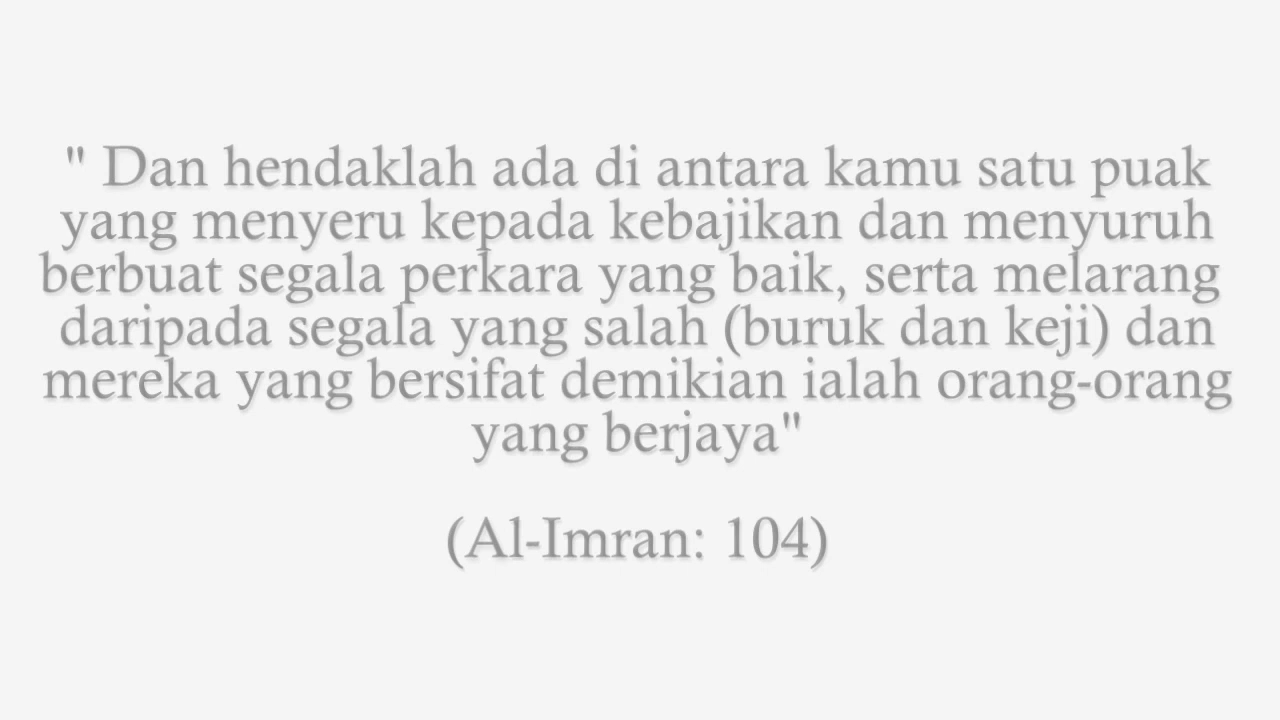 " Dan hendaklah ada di antara kamu satu puak
yang menyeru kepada kebajikan dan menyuruh
berbuat segala perkara yang baik, serta melarang
daripada segala yang salah (buruk dan keji) dan
mereka yang bersifat demikian ialah orang-orang
yang berjaya"
(Al-Imran: 104)